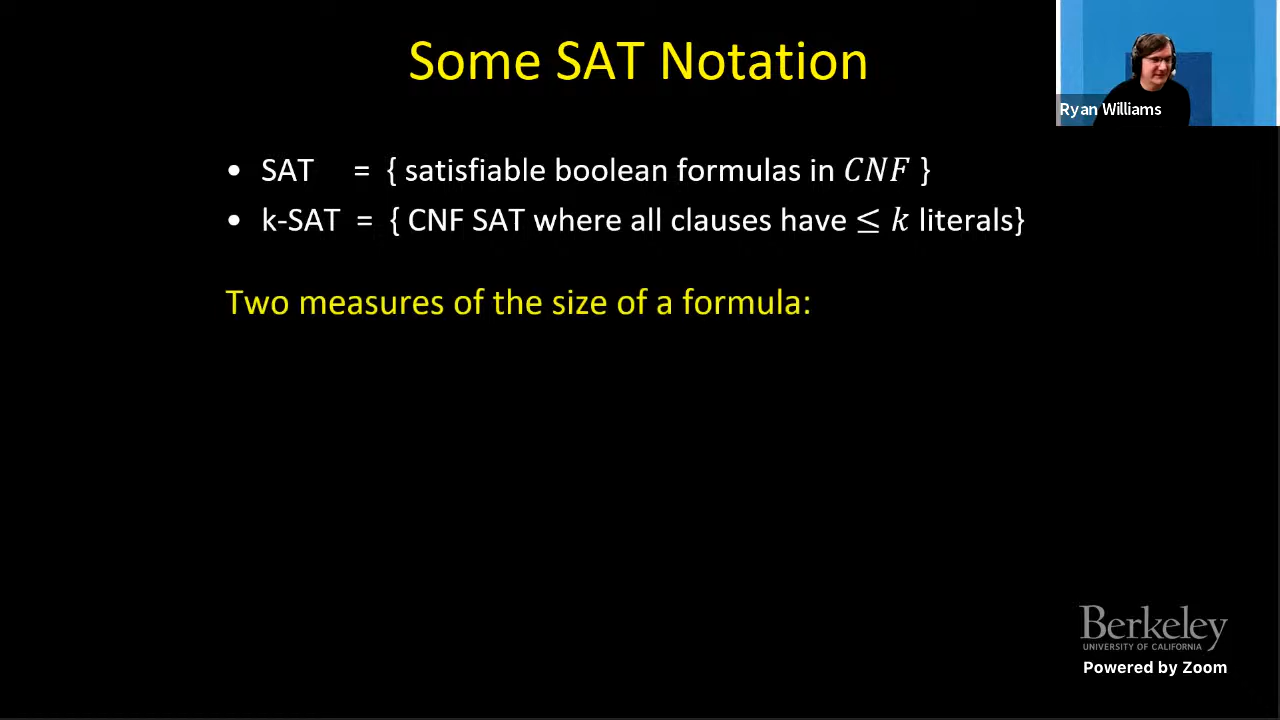 Some SAT Notation
Ryan Williams
• SAT = { satisfiable boolean formulas in CNF }
• k-SAT = { CNF SAT where all clauses have ≤ k literals}
Two measures of the size of a formula:
Berkeley
UNIVERSITY OF CALIFORNIA
Powered by Zoom